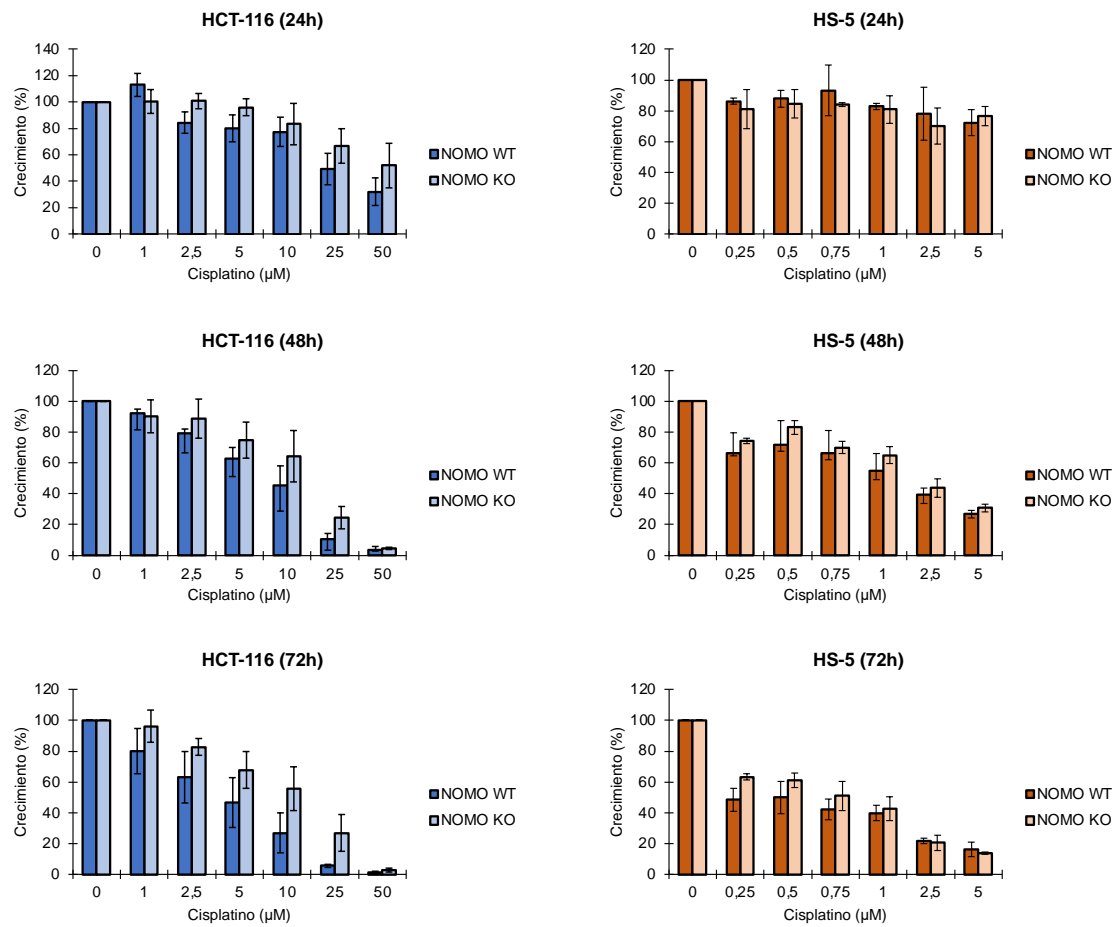 HCT-116 (24h)
140
120
100
80
60
40
20
0
Crecimiento (%)
0 1 2,5 5 10 25 50
Cisplatino (µM)
NOMO WT
NOMO KO
HS-5 (24h)
120
100
80
60
40
20
0
Crecimiento (%)
0 0,25 0,5 0,75 1 2,5 5
Cisplatino (µM)
NOMO WT
NOMO KO
HCT-116 (48h)
120
100
80
60
40
20
0
Crecimiento (%)
0 1 2,5 5 10 25 50
Cisplatino (µM)
NOMO WT
NOMO KO
HS-5 (48h)
120
100
80
60
40
20
0
Crecimiento (%)
0 0,25 0,5 0,75 1 2,5 5
Cisplatino (µM)
NOMO WT
NOMO KO
HCT-116 (72h)
120
100
80
60
40
20
0
Crecimiento (%)
0 1 2,5 5 10 25 50
Cisplatino (µM)
NOMO WT
NOMO KO
HS-5 (72h)
120
100
80
60
40
20
0
Crecimiento (%)
0 0,25 0,5 0,75 1 2,5 5
Cisplatino (µM)
NOMO WT
NOMO KO